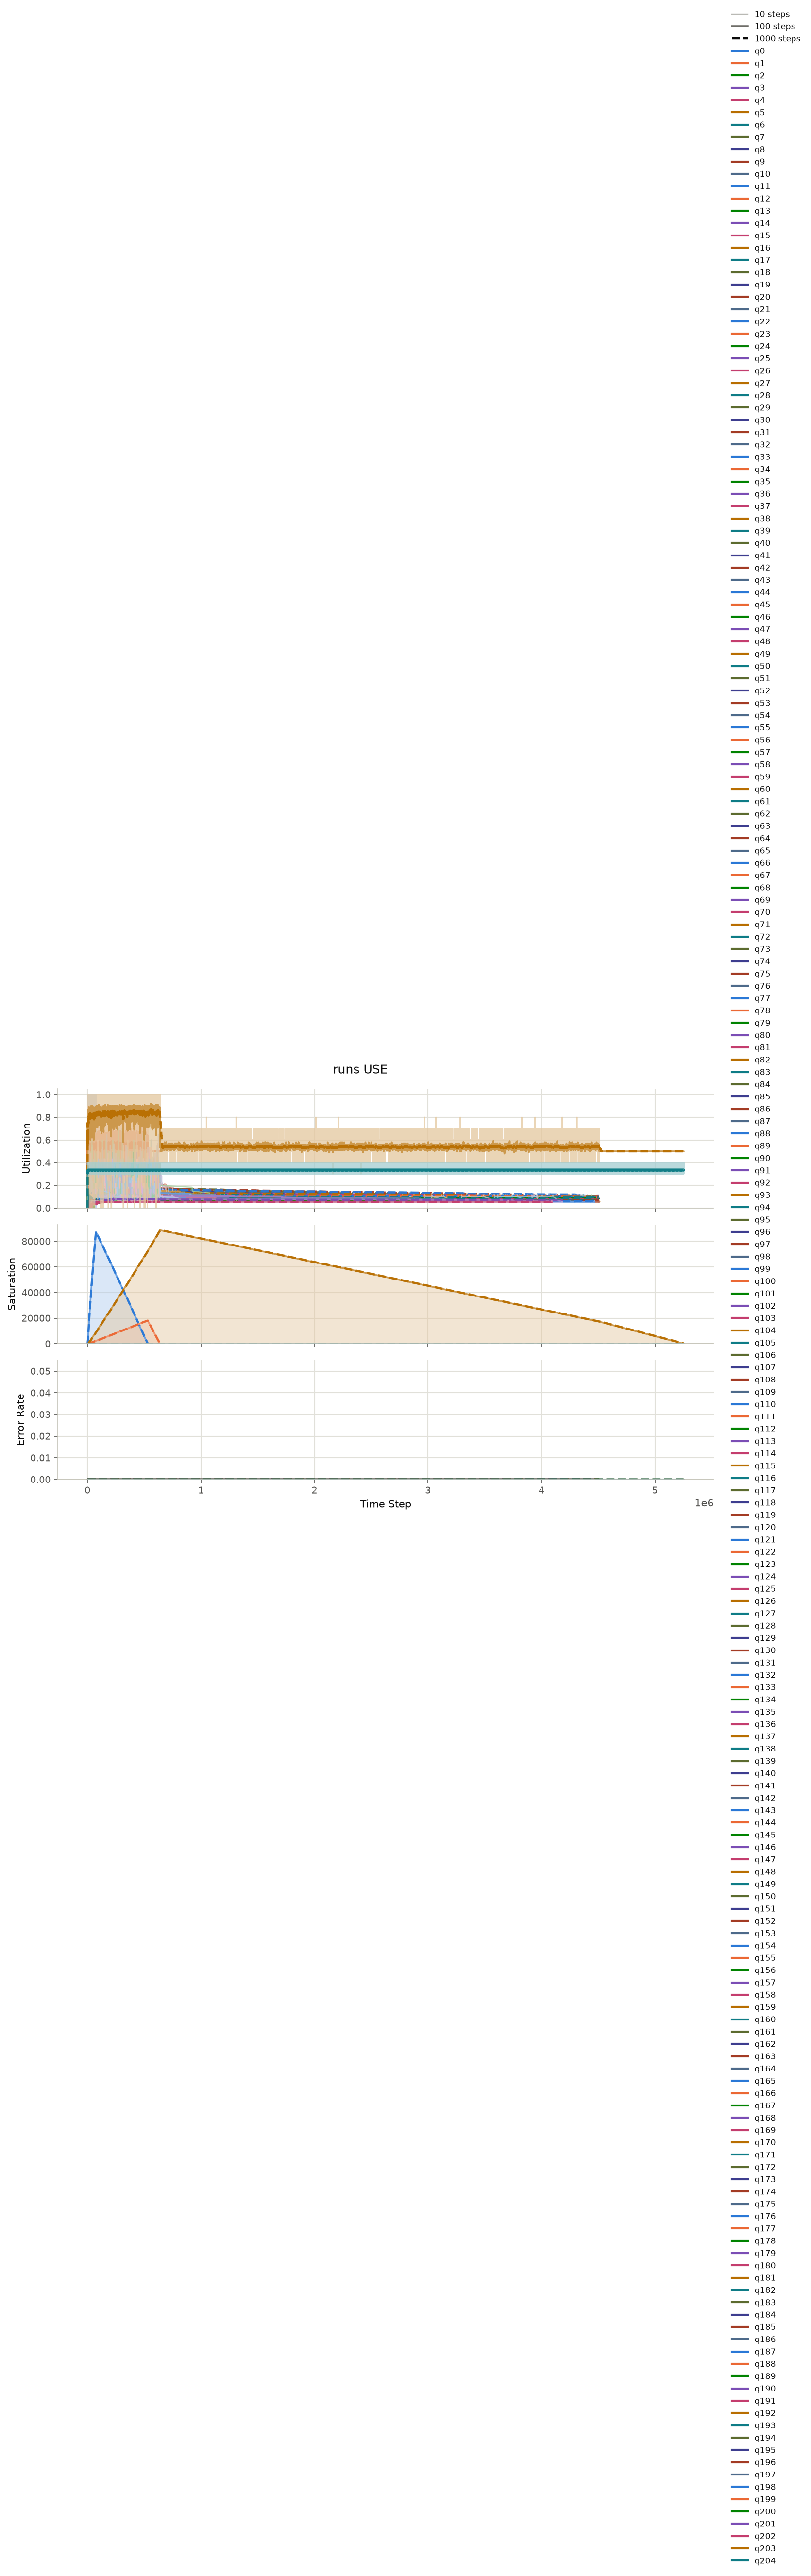 runs USE
Utilization
1.0
0.8
0.6
0.4
0.2
0.0
Saturation
80000
60000
40000
20000
0
Error Rate
0.05
0.04
0.03
0.02
0.01
0.00
0 1 2 3 4 5
1e6
Time Step
10 steps
100 steps
1000 steps
q0
q1
q2
q3
q4
q5
q6
q7
q8
q9
q10
q11
q12
q13
q14
q15
q16
q17
q18
q19
q20
q21
q22
q23
q24
q25
q26
q27
q28
q29
q30
q31
q32
q33
q34
q35
q36
q37
q38
q39
q40
q41
q42
q43
q44
q45
q46
q47
q48
q49
q50
q51
q52
q53
q54
q55
q56
q57
q58
q59
q60
q61
q62
q63
q64
q65
q66
q67
q68
q69
q70
q71
q72
q73
q74
q75
q76
q77
q78
q79
q80
q81
q82
q83
q84
q85
q86
q87
q88
q89
q90
q91
q92
q93
q94
q95
q96
q97
q98
q99
q100
q101
q102
q103
q104
q105
q106
q107
q108
q109
q110
q111
q112
q113
q114
q115
q116
q117
q118
q119
q120
q121
q122
q123
q124
q125
q126
q127
q128
q129
q130
q131
q132
q133
q134
q135
q136
q137
q138
q139
q140
q141
q142
q143
q144
q145
q146
q147
q148
q149
q150
q151
q152
q153
q154
q155
q156
q157
q158
q159
q160
q161
q162
q163
q164
q165
q166
q167
q168
q169
q170
q171
q172
q173
q174
q175
q176
q177
q178
q179
q180
q181
q182
q183
q184
q185
q186
q187
q188
q189
q190
q191
q192
q193
q194
q195
q196
q197
q198
q199
q200
q201
q202
q203
q204